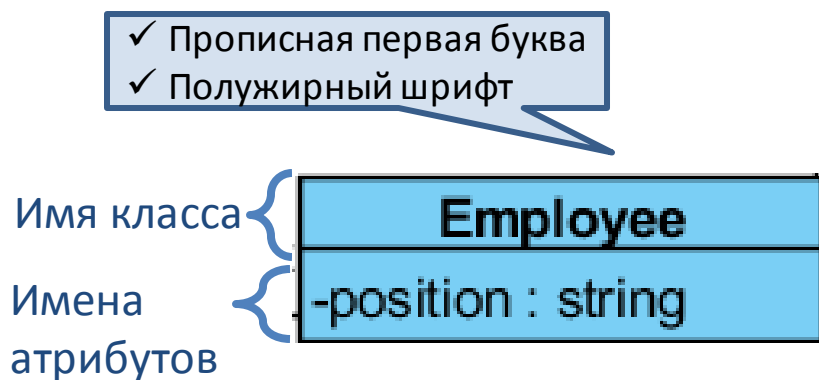 ✓ Прописная первая буква
✓ Полужирный шрифт
Имя класса
Employee
Имена
атрибутов
-position : string